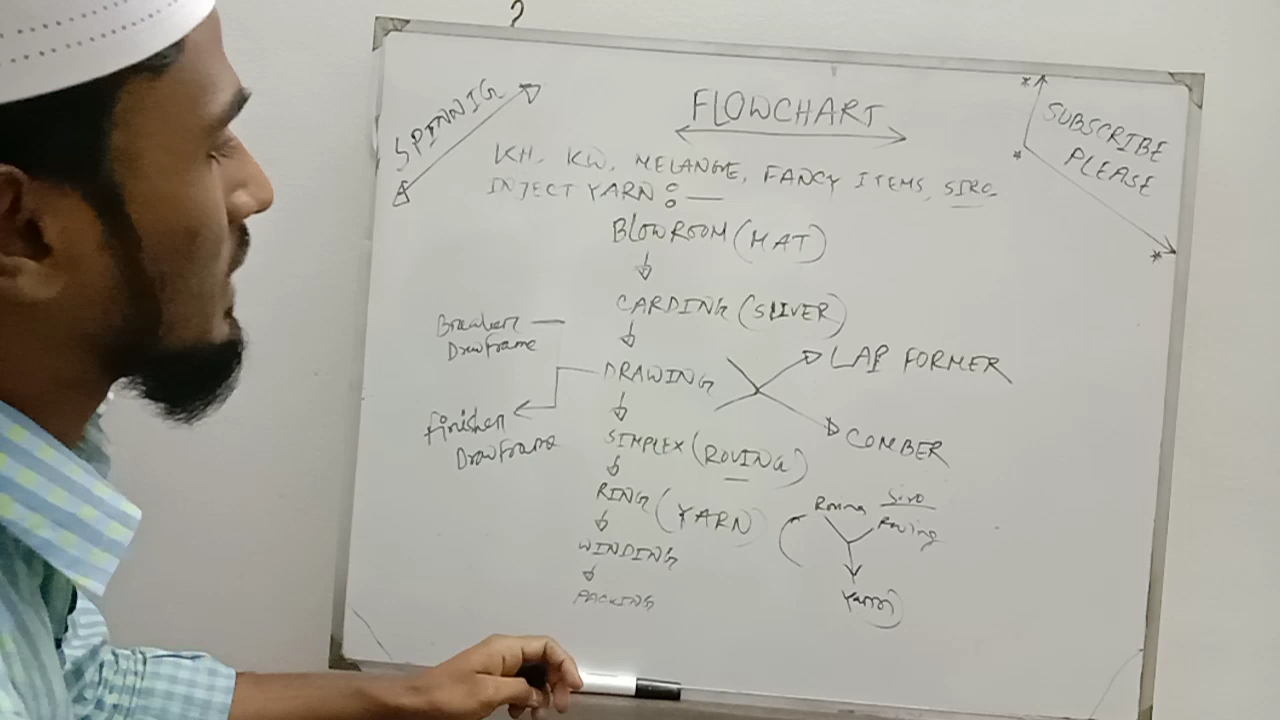 SPINNIG
FLOWCHART
SUBSCRIBE
PLEASE
KH, KW, MELANGE, FANCY ITEMS, SIRO
INJECT YARN : —
BLOWROOM (MAT)
CARDING (SLIVER)
Breaker —
Drawframe
DRAWING
LAP FORMER
Finisher
Drawframe
COMBER
SIMPLEX (ROVING)
RING (YARN)
Roving Siro
Roving
WINDING
Yarn
PACKING